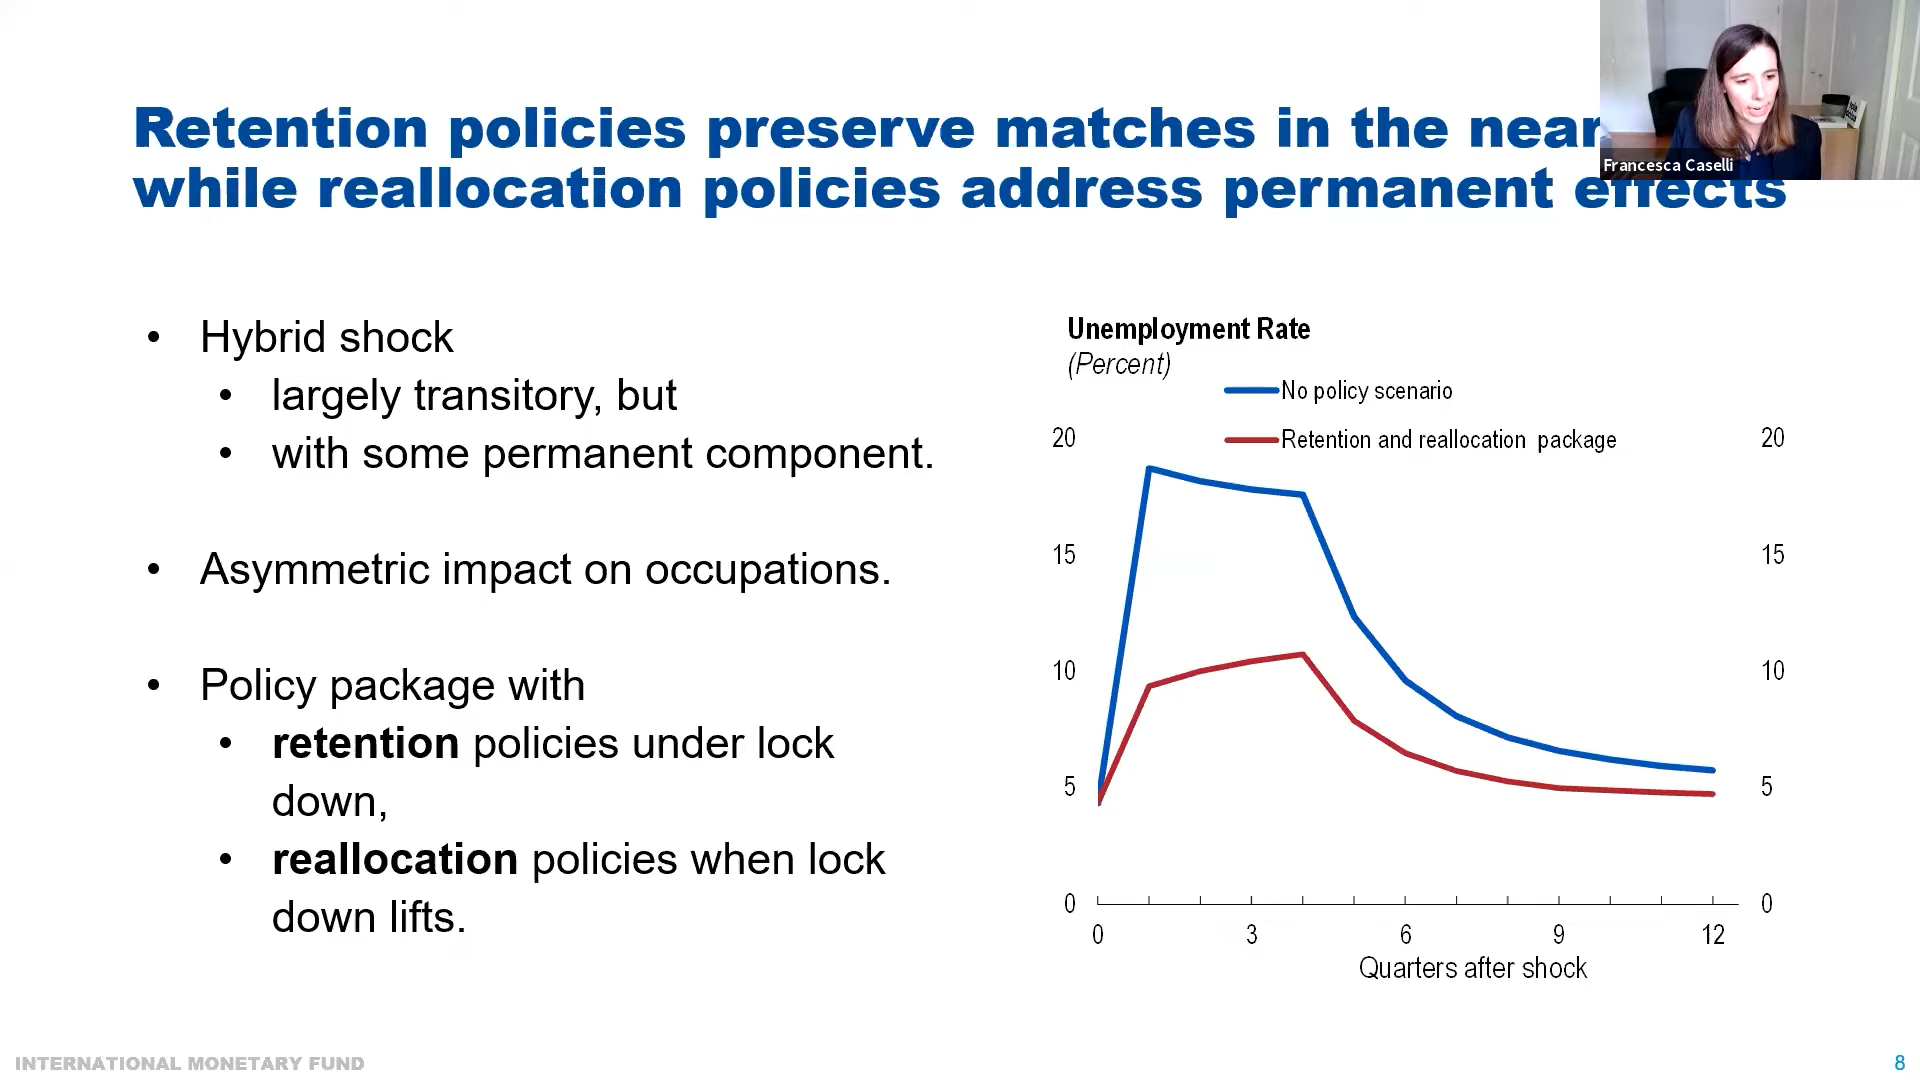 Retention policies preserve matches in the near
while reallocation policies address permanent effects
Francesca Caselli
• Hybrid shock
• largely transitory, but
• with some permanent component.
• Asymmetric impact on occupations.
• Policy package with
• retention policies under lock
down,
• reallocation policies when lock
down lifts.
Unemployment Rate
(Percent)
No policy scenario
Retention and reallocation package
20 20
15 15
10 10
5 5
0 0
0 3 6 9 12
Quarters after shock
INTERNATIONAL MONETARY FUND
8